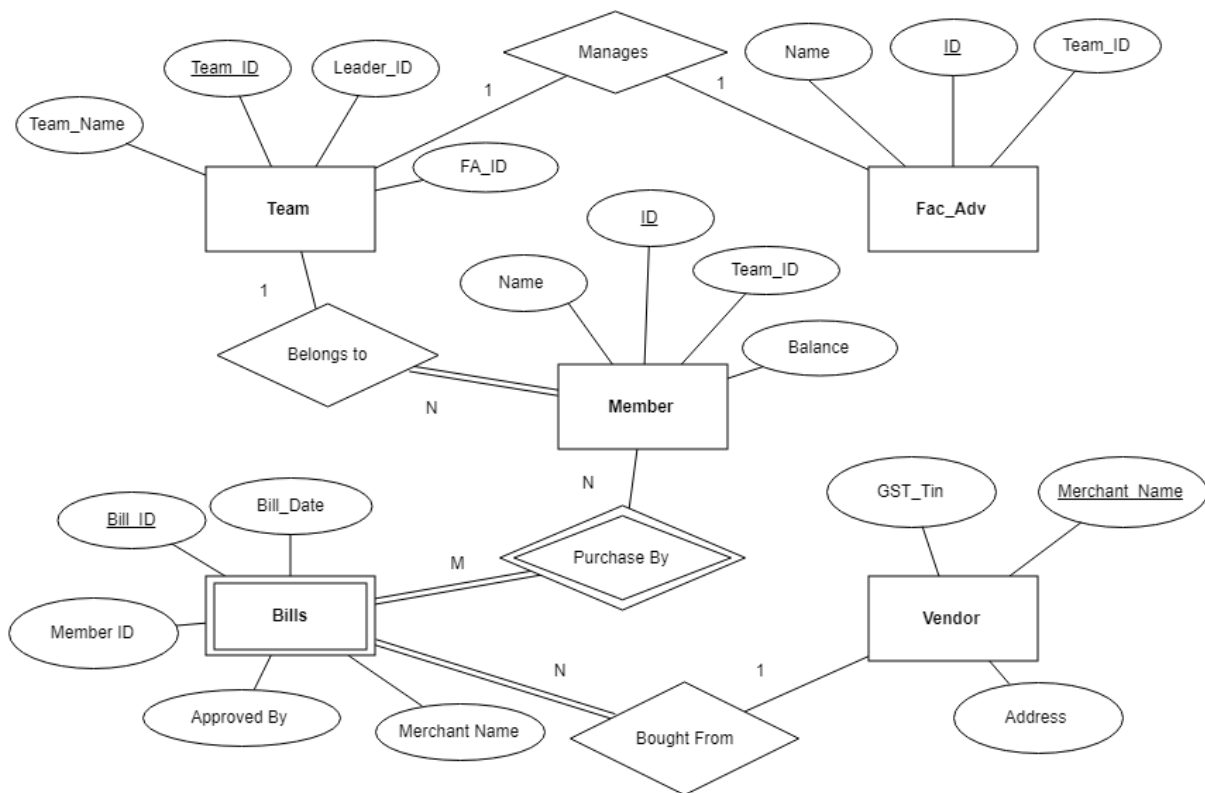 Manages
Name
ID
Team_ID
Team_ID
Leader_ID
Team_Name
1
1
FA_ID
Team
Fac_Adv
ID
Name
Team_ID
1
Belongs to
Balance
N
Member
N
GST_Tin
Merchant_Name
Bill_ID
Bill_Date
M
Purchase By
Bills
Vendor
Member ID
N
1
Approved By
Merchant Name
Bought From
Address